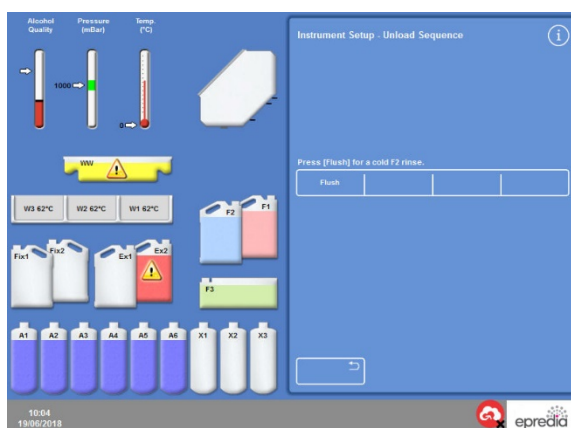 Alcohol Quality
Pressure (mBar)
Temp. (°C)
1000
0
WW
W3 62°C
W2 62°C
W1 62°C
Fix1
Fix2
Ex1
Ex2
F2
F1
F3
A1
A2
A3
A4
A5
A6
X1
X2
X3
Instrument Setup - Unload Sequence
i
Press [Flush] for a cold F2 rinse.
Flush
10:04
19/06/2018
epredia